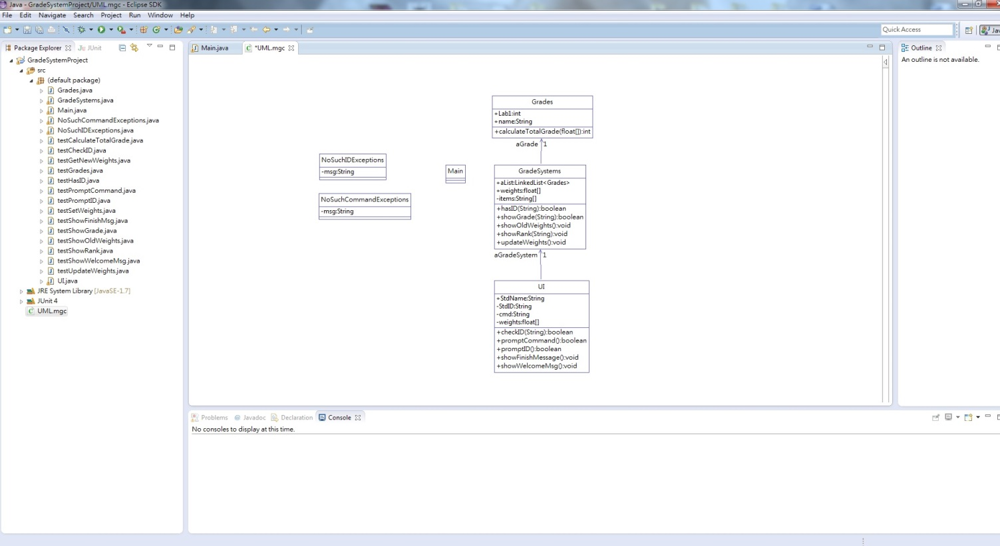 Java - GradeSystemProject/UML.mgc - Eclipse SDK
File Edit Navigate Search Project Run Window Help
Quick Access
Package Explorer JUnit
GradeSystemProject
src
(default package)
Grades.java
GradeSystems.java
Main.java
NoSuchCommandExceptions.java
NoSuchIDExceptions.java
testCalculateTotalGrade.java
testCheckID.java
testGetNewWeights.java
testGrades.java
testHasID.java
testPromptCommand.java
testPromptID.java
testSetWeights.java
testShowFinishMsg.java
testShowGrade.java
testShowOldWeights.java
testShowRank.java
testShowWelcomeMsg.java
testUpdateWeights.java
UI.java
JRE System Library [JavaSE-1.7]
JUnit 4
UML.mgc
Main.java *UML.mgc
Grades
+Lab1:int
+name:String
+calculateTotalGrade(float[]):int
aGrade 1
NoSuchIDExceptions
-msg:String
NoSuchCommandExceptions
-msg:String
Main
GradeSystems
+aList:LinkedList<Grades>
+weights:float[]
-items:String[]
+hasID(String):boolean
+showGrade(String):boolean
+showOldWeights():void
+showRank(String):void
+updateWeights():void
aGradeSystem 1
UI
+StdName:String
-StdID:String
-cmd:String
-weights:float[]
+checkID(String):boolean
+promptCommand():boolean
+promptID():boolean
+showFinishMessage():void
+showWelcomeMsg():void
Outline
An outline is not available.
Problems @ Javadoc Declaration Console
No consoles to display at this time.